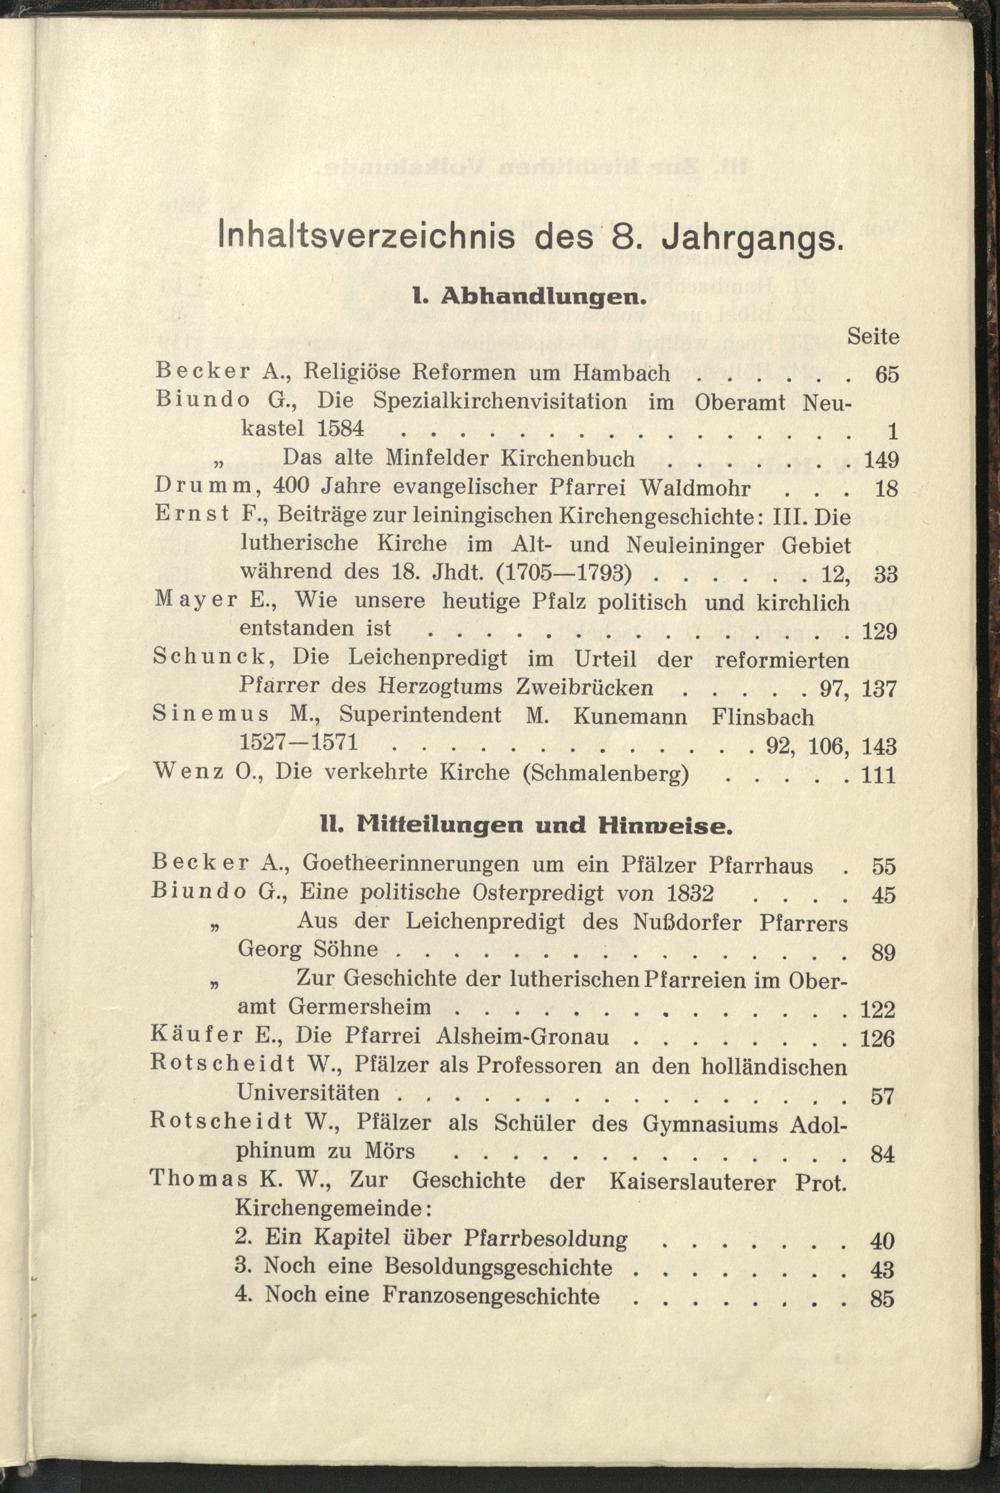 Inhaltsverzeichnis des 8. Jahrgangs.
I. Abhandlungen.
Seite
Becker A., Religiöse Reformen um Hambach . . . . . . 65
Biundo G., Die Spezialkirchenvisitation im Oberamt Neu-
kastel 1584 . . . . . . . . . . . . . . . . 1
„ Das alte Minfelder Kirchenbuch . . . . . . . 149
Drumm, 400 Jahre evangelischer Pfarrei Waldmohr . . . 18
Ernst F., Beiträge zur leiningischen Kirchengeschichte: III. Die
lutherische Kirche im Alt- und Neuleininger Gebiet
während des 18. Jhdt. (1705—1793) . . . . . . 12, 33
Mayer E., Wie unsere heutige Pfalz politisch und kirchlich
entstanden ist . . . . . . . . . . . . . . . 129
Schunck, Die Leichenpredigt im Urteil der reformierten
Pfarrer des Herzogtums Zweibrücken . . . . . 97, 137
Sinemus M., Superintendent M. Kunemann Flinsbach
1527—1571 . . . . . . . . . . . . . 92, 106, 143
Wenz O., Die verkehrte Kirche (Schmalenberg) . . . . . 111
II. Mitteilungen und Hinweise.
Becker A., Goetheerinnerungen um ein Pfälzer Pfarrhaus . 55
Biundo G., Eine politische Osterpredigt von 1832 . . . . 45
„ Aus der Leichenpredigt des Nußdorfer Pfarrers
Georg Söhne . . . . . . . . . . . . . . . . 89
„ Zur Geschichte der lutherischen Pfarreien im Ober-
amt Germersheim . . . . . . . . . . . . . . 122
Käufer E., Die Pfarrei Alsheim-Gronau . . . . . . . . 126
Rotscheidt W., Pfälzer als Professoren an den holländischen
Universitäten . . . . . . . . . . . . . . . . 57
Rotscheidt W., Pfälzer als Schüler des Gymnasiums Adol-
phinum zu Mörs . . . . . . . . . . . . . . 84
Thomas K. W., Zur Geschichte der Kaiserslauterer Prot.
Kirchengemeinde:
2. Ein Kapitel über Pfarrbesoldung . . . . . . . 40
3. Noch eine Besoldungsgeschichte . . . . . . . . 43
4. Noch eine Franzosengeschichte . . . . . . . . 85